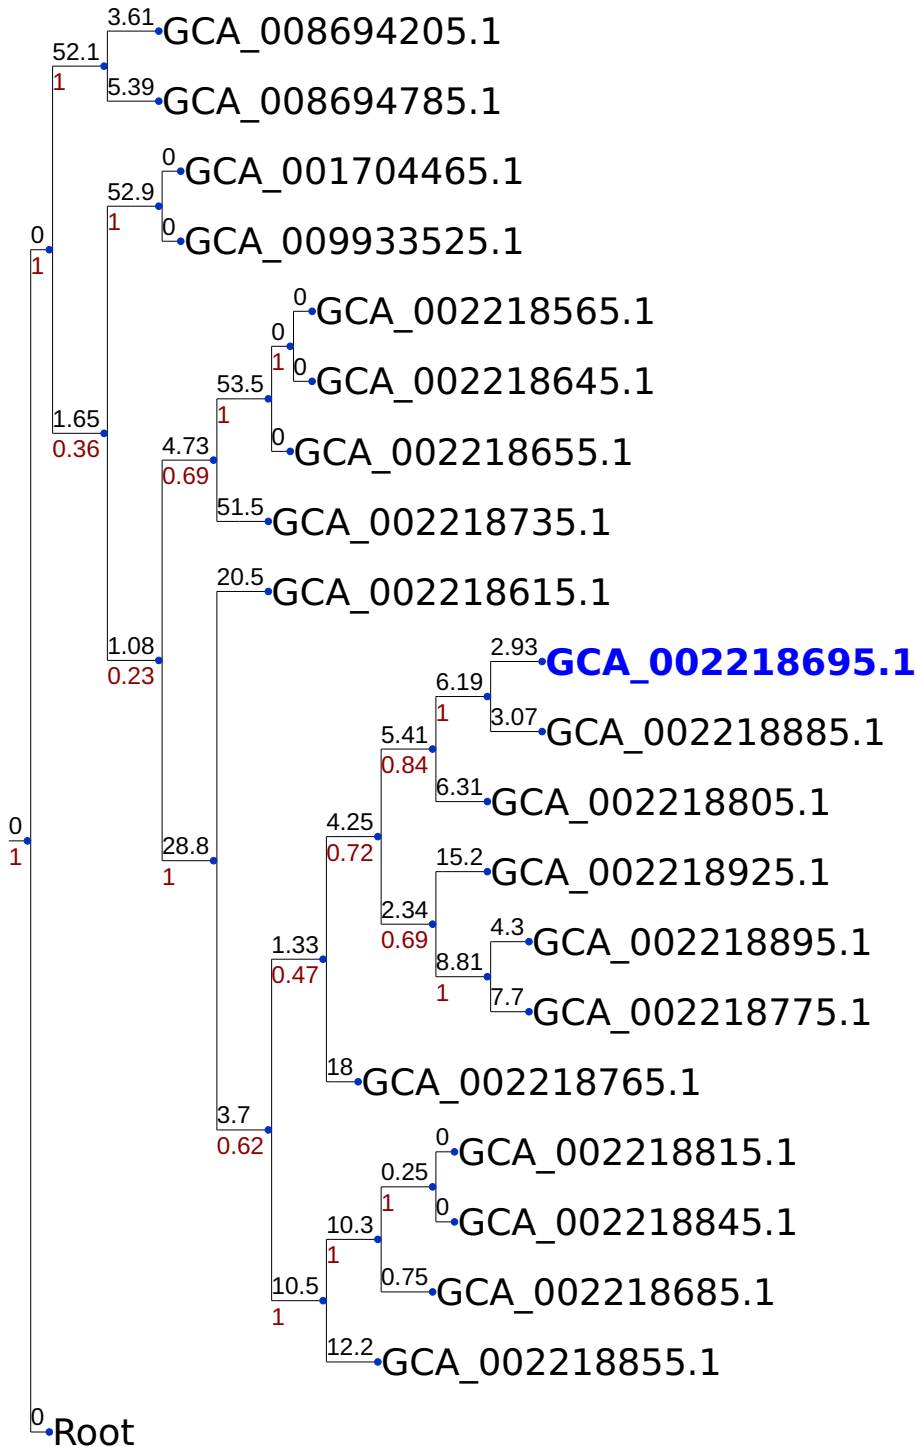 3.61
GCA_008694205.1
52.1
1
5.39
GCA_008694785.1
0
GCA_001704465.1
52.9
1
0
GCA_009933525.1
0
1
0
GCA_002218565.1
0
1
0
GCA_002218645.1
53.5
1
0
GCA_002218655.1
1.65
0.36
4.73
0.69
51.5
GCA_002218735.1
20.5
GCA_002218615.1
1.08
0.23
2.93
GCA_002218695.1
6.19
1
3.07
GCA_002218885.1
5.41
0.84
6.31
GCA_002218805.1
0
1
28.8
1
4.25
0.72
15.2
GCA_002218925.1
2.34
0.69
4.3
GCA_002218895.1
1.33
0.47
8.81
1
7.7
GCA_002218775.1
18
GCA_002218765.1
3.7
0.62
0
GCA_002218815.1
0.25
1
0
GCA_002218845.1
10.3
1
0.75
GCA_002218685.1
10.5
1
12.2
GCA_002218855.1
0
Root